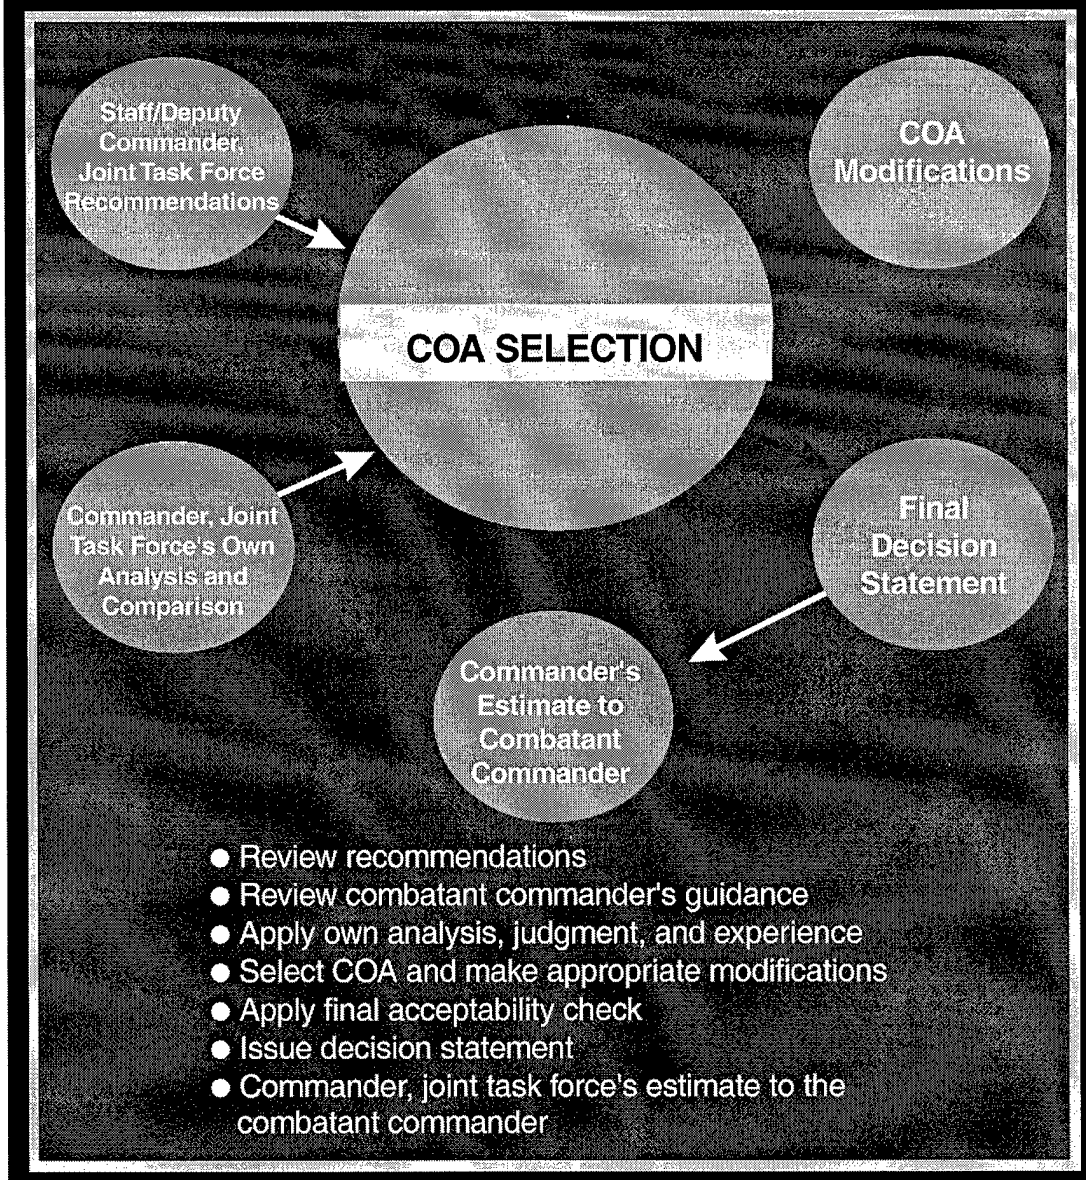 Staff/Deputy
Commander,
Joint Task Force
Recommendations
COA
Modifications
COA SELECTION
Commander, Joint
Task Force's Own
Analysis and
Comparison
Final
Decision
Statement
Commander's
Estimate to
Combatant
Commander
● Review recommendations
● Review combatant commander's guidance
● Apply own analysis, judgment, and experience
● Select COA and make appropriate modifications
● Apply final acceptability check
● Issue decision statement
● Commander, joint task force's estimate to the
combatant commander